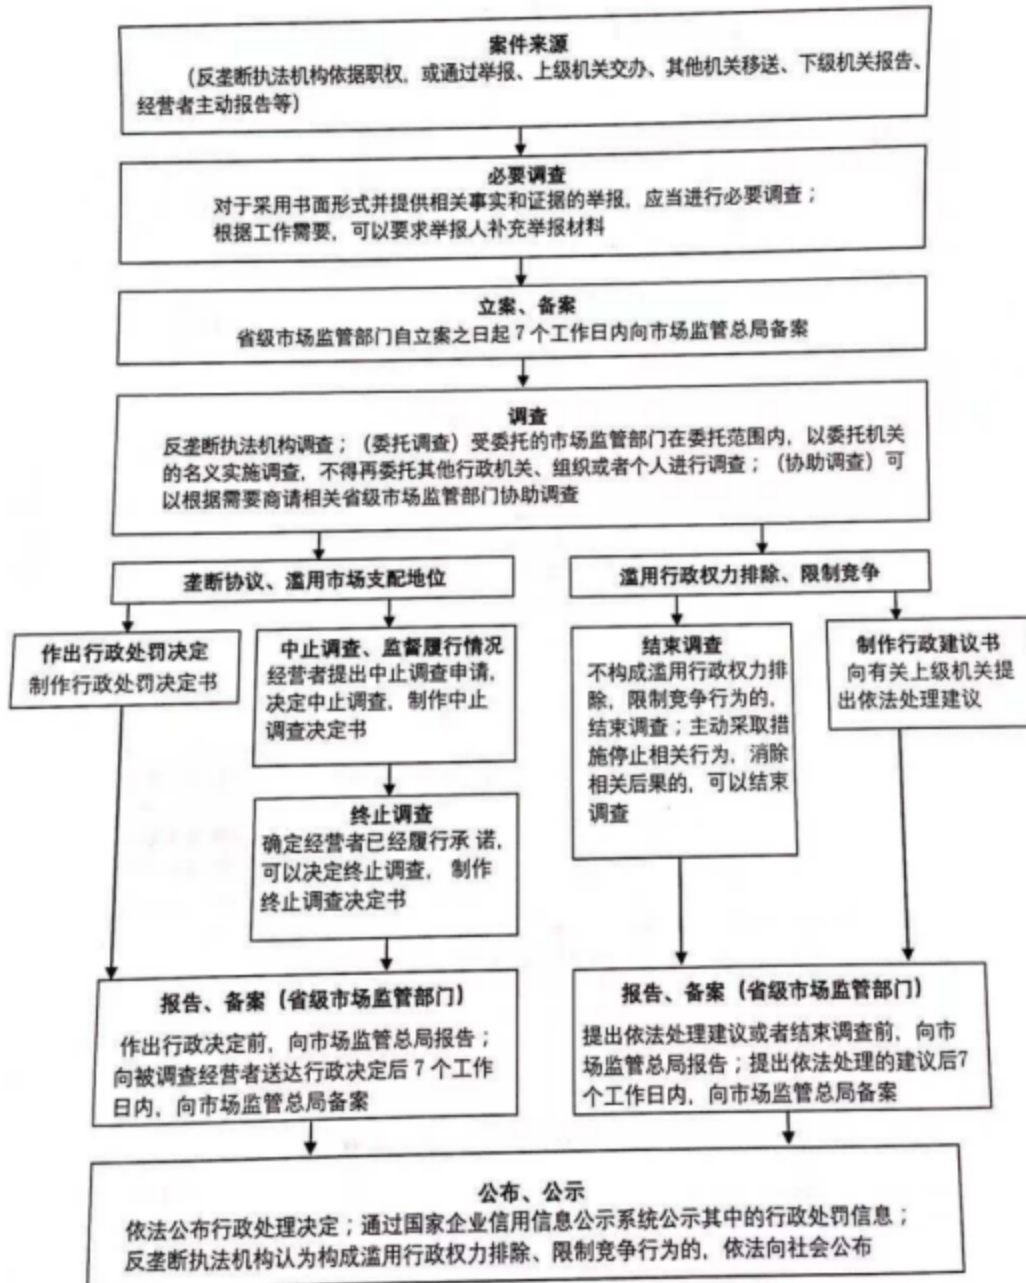 案件来源
(反垄断执法机构依据职权，或通过举报、上级机关交办、其他机关移送、下级机关报告、
经营者主动报告等)
必要调查
对于采用书面形式并提供相关事实和证据的举报，应当进行必要调查；
根据工作需要，可以要求举报人补充举报材料
立案、备案
省级市场监管部门自立案之日起 7 个工作日内向市场监管总局备案
调查
反垄断执法机构调查；(委托调查) 受委托的市场监管部门在委托范围内，以委托机关
的名义实施调查，不得再委托其他行政机关、组织或者个人进行调查；(协助调查) 可
以根据需要商请相关省级市场监管部门协助调查
垄断协议、滥用市场支配地位
滥用行政权力排除、限制竞争
作出行政处罚决定
制作行政处罚决定书
中止调查、监督履行情况
经营者提出中止调查申请，
决定中止调查，制作中止
调查决定书
结束调查
不构成滥用行政权力排
除，限制竞争行为的，
结束调查；主动采取措
施停止相关行为，消除
相关后果的，可以结束
调查
制作行政建议书
向有关上级机关提
出依法处理建议
终止调查
确定经营者已经履行承 诺，
可以决定终止调查， 制作
终止调查决定书
报告、备案 (省级市场监管部门)
作出行政决定前，向市场监管总局报告；
向被调查经营者送达行政决定后 7 个工作
日内，向市场监管总局备案
报告、备案 (省级市场监管部门)
提出依法处理建议或者结束调查前，向市
场监管总局报告；提出依法处理的建议后7
个工作日内，向市场监管总局备案
公布、公示
依法公布行政处理决定；通过国家企业信用信息公示系统公示其中的行政处罚信息；
反垄断执法机构认为构成滥用行政权力排除、限制竞争行为的，依法向社会公布